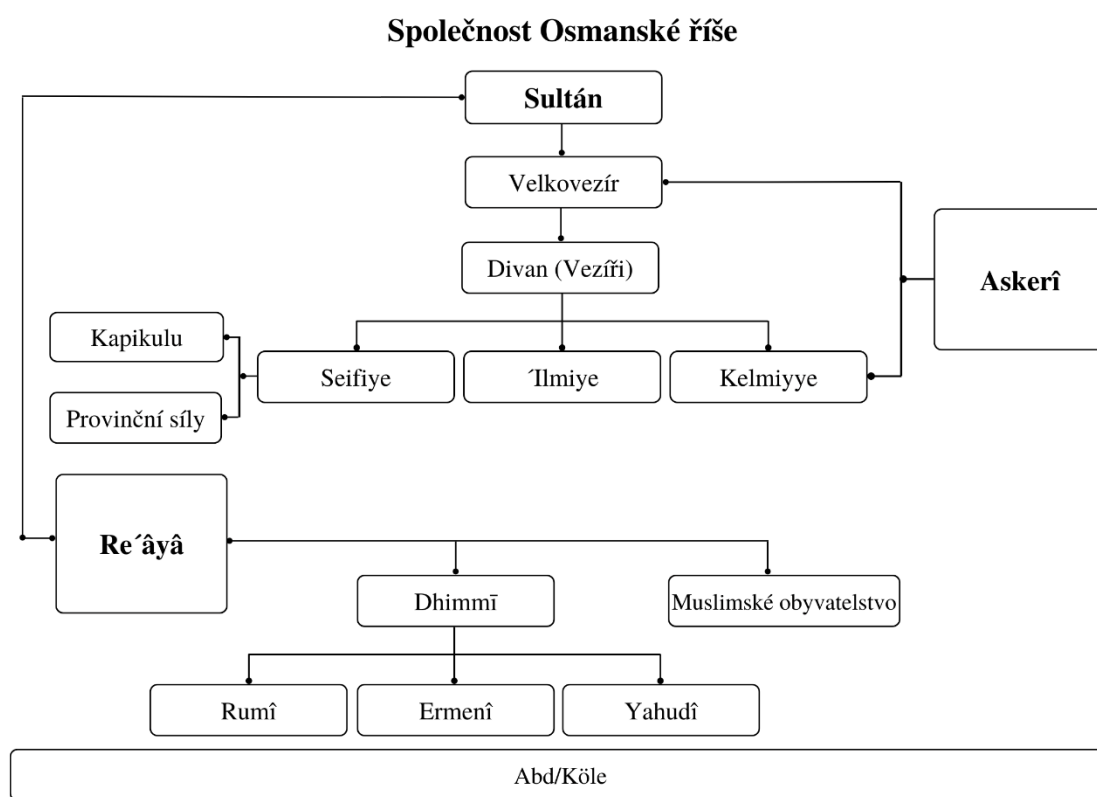 Společnost Osmanské říše
Sultán
Velkovezír
Divan (Vezíři)
Askerî
Kapikulu
Seifiye
´Ilmiye
Kelmiyye
Provinční síly
Re´âyâ
Dhimmī
Muslimské obyvatelstvo
Rumî
Ermenî
Yahudî
Abd/Köle